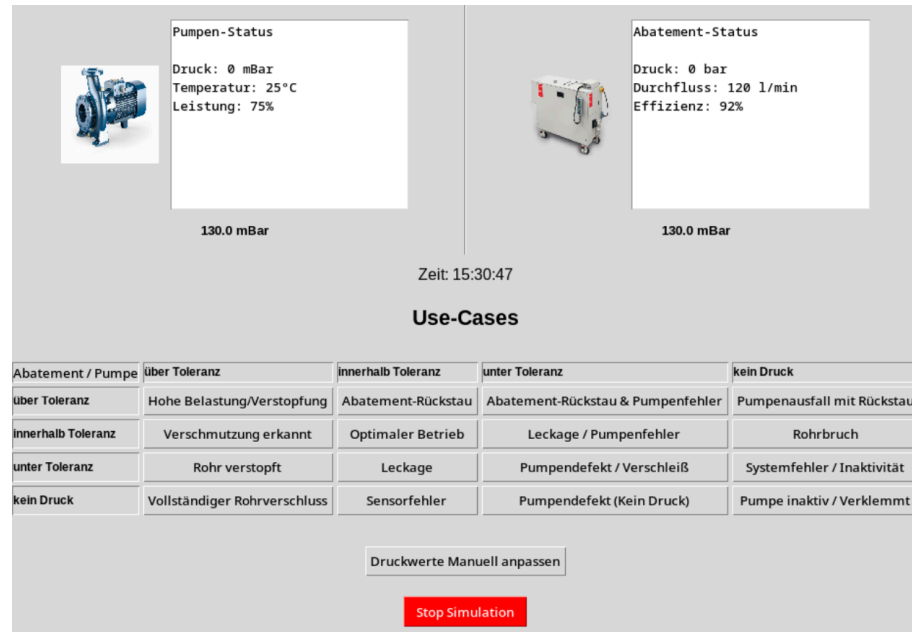 Pumpen-Status
Druck: 0 mBar
Temperatur: 25°C
Leistung: 75%
130.0 mBar
Abatement-Status
Druck: 0 bar
Durchfluss: 120 l/min
Effizienz: 92%
130.0 mBar
Zeit: 15:30:47
Use-Cases
Abatement / Pumpe über Toleranz innerhalb Toleranz unter Toleranz kein Druck
über Toleranz Hohe Belastung/Verstopfung Abatement-Rückstau Abatement-Rückstau & Pumpenfehler Pumpenausfall mit Rückstau
innerhalb Toleranz Verschmutzung erkannt Optimaler Betrieb Leckage / Pumpenfehler Rohrbruch
unter Toleranz Rohr verstopft Leckage Pumpendefekt / Verschleiß Systemfehler / Inaktivität
kein Druck Vollständiger Rohrverschluss Sensorfehler Pumpendefekt (Kein Druck) Pumpe inaktiv / Verklemmt
Druckwerte Manuell anpassen
Stop Simulation